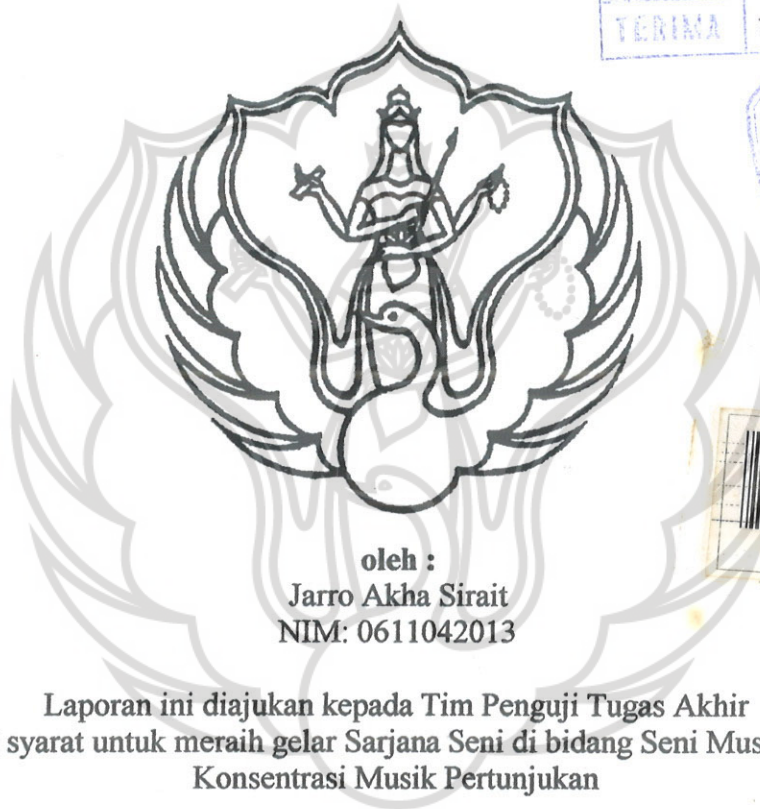 TERIMA
oleh :
Jarro Akha Sirait
NIM: 0611042013
Laporan ini diajukan kepada Tim Penguji Tugas Akhir
syarat untuk meraih gelar Sarjana Seni di bidang Seni
Konsentrasi Musik Pertunjukan